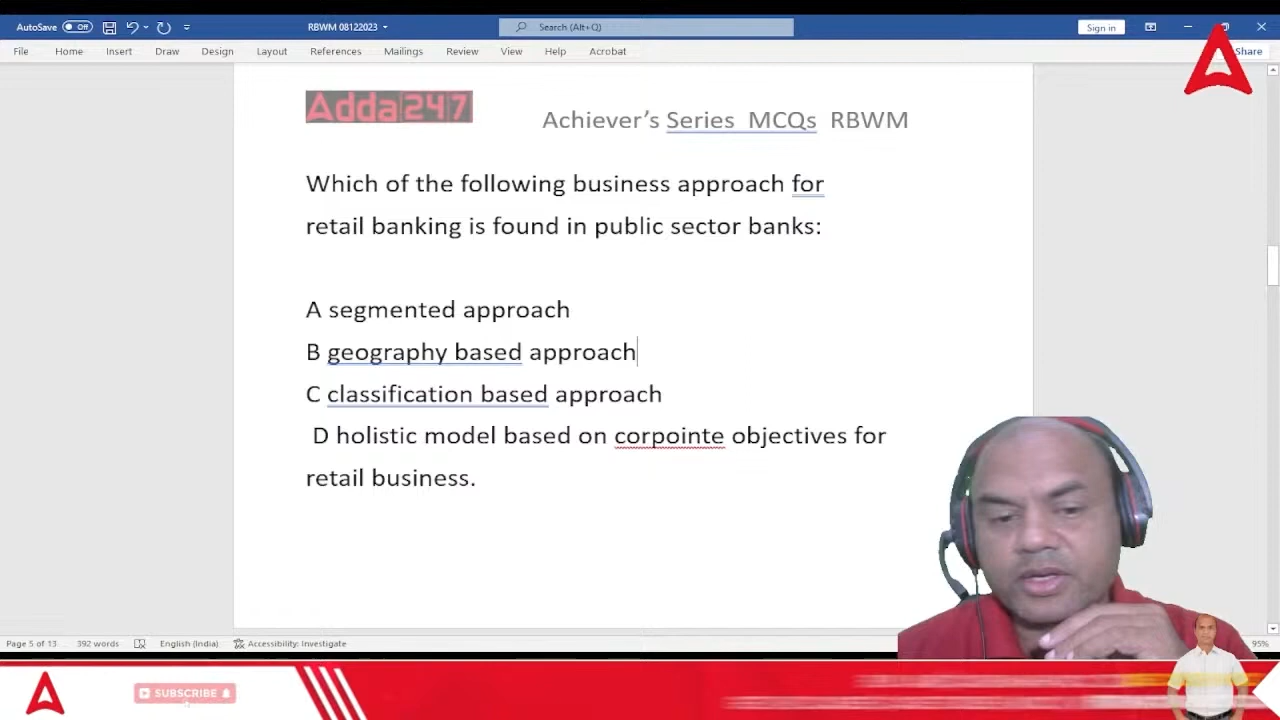 AutoSave Off RBWM 08122023 Search (Alt+Q) Sign in
File Home Insert Draw Design Layout References Mailings Review View Help Acrobat Share
Adda247
Achiever's Series MCQs RBWM
Which of the following business approach for
retail banking is found in public sector banks:
A segmented approach
B geography based approach
C classification based approach
D holistic model based on corpointe objectives for
retail business.
Page 5 of 13 392 words English (India) Accessibility: Investigate 95%
SUBSCRIBE